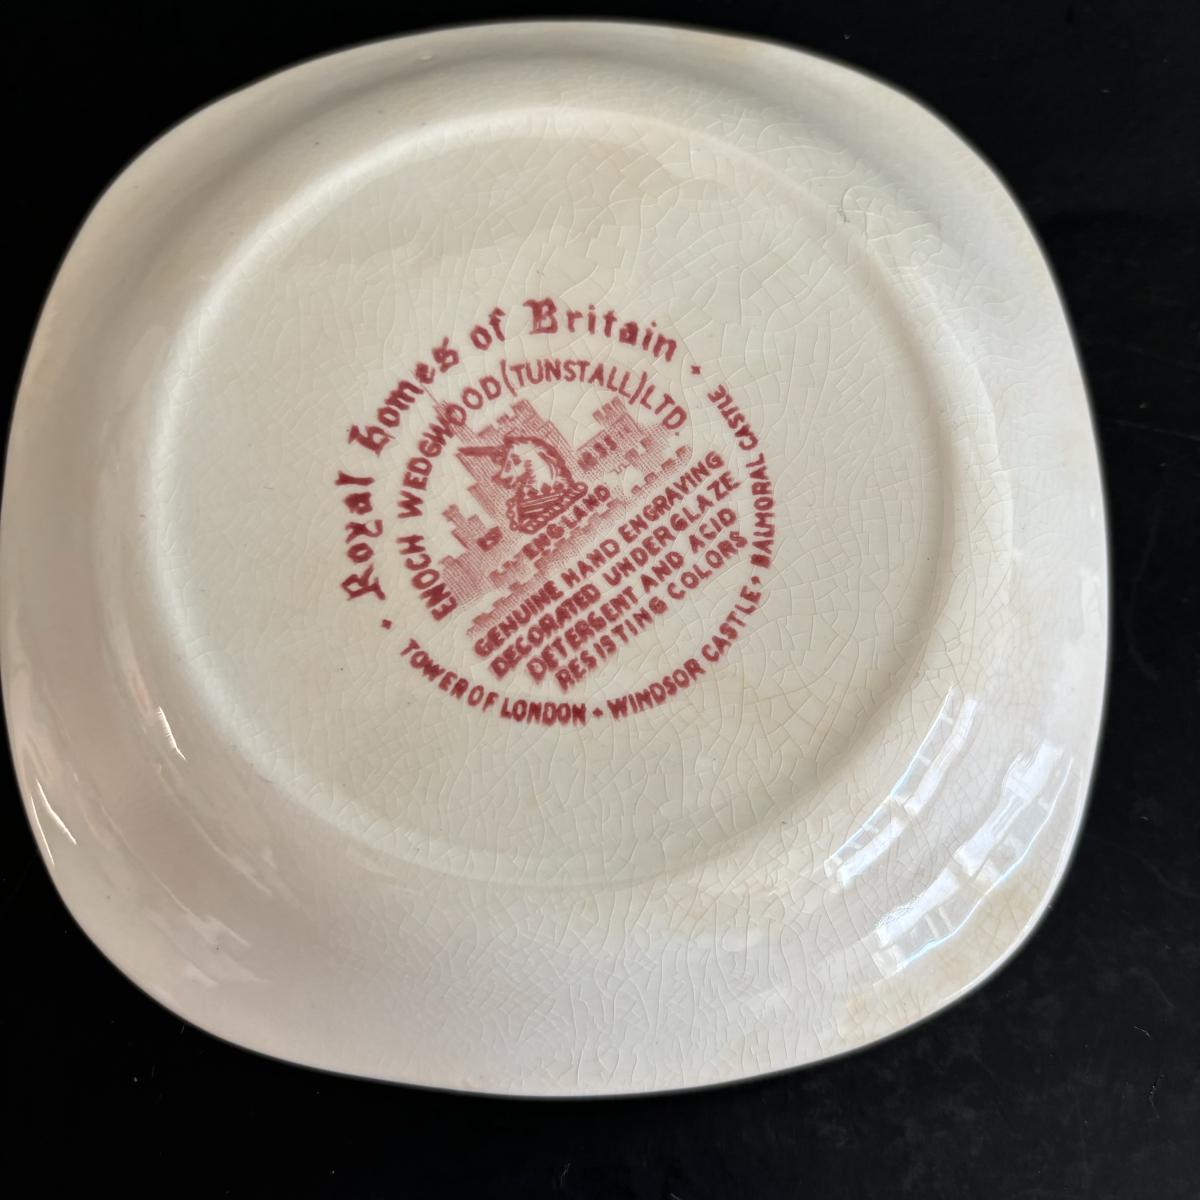 Royal Homes of Britain
ENOCH WEDGWOOD (TUNSTALL) LTD.
1835
ENGLAND
GENUINE HAND ENGRAVING
DECORATED UNDERGLAZE
DETERGENT AND ACID
RESISTING COLORS
TOWER OF LONDON • WINDSOR CASTLE • BALMORAL CASTLE